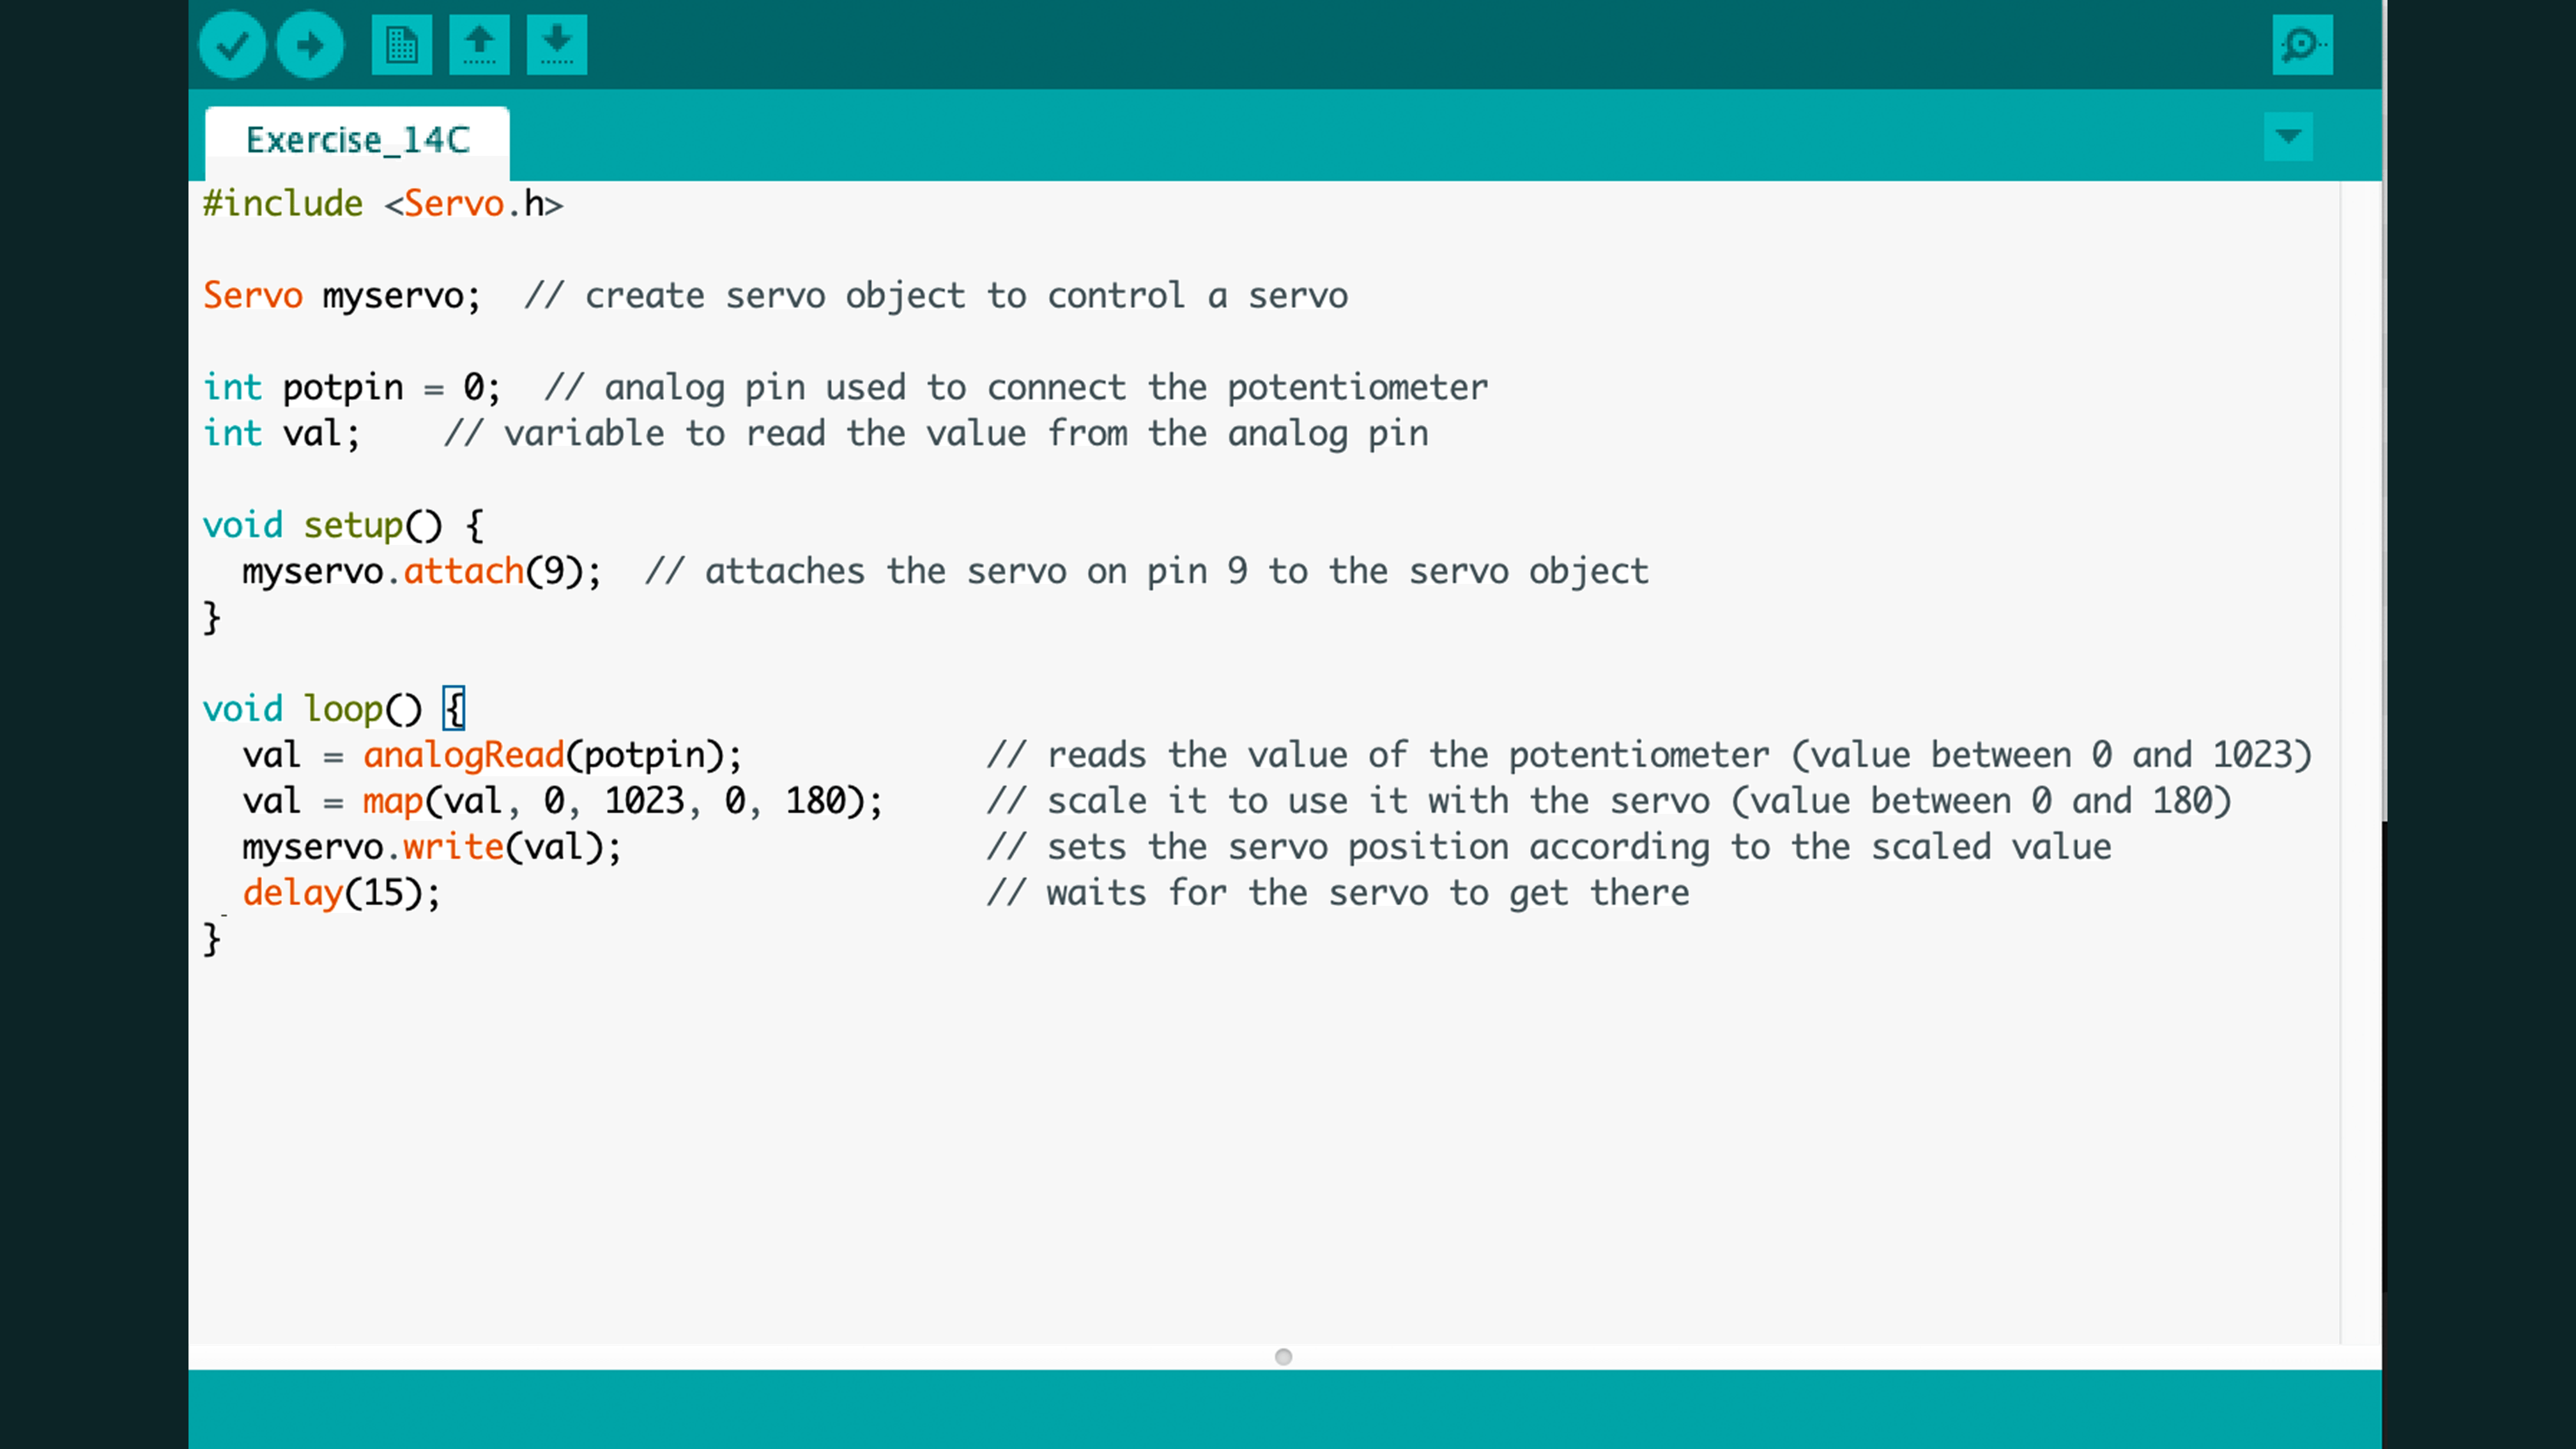 Exercise_14C
#include <Servo.h>
Servo myservo;  // create servo object to control a servo
int potpin = 0;  // analog pin used to connect the potentiometer
int val;    // variable to read the value from the analog pin
void setup() {
  myservo.attach(9);  // attaches the servo on pin 9 to the servo object
}
void loop() {
  val = analogRead(potpin);            // reads the value of the potentiometer (value between 0 and 1023)
  val = map(val, 0, 1023, 0, 180);     // scale it to use it with the servo (value between 0 and 180)
  myservo.write(val);                  // sets the servo position according to the scaled value
  delay(15);                           // waits for the servo to get there
}